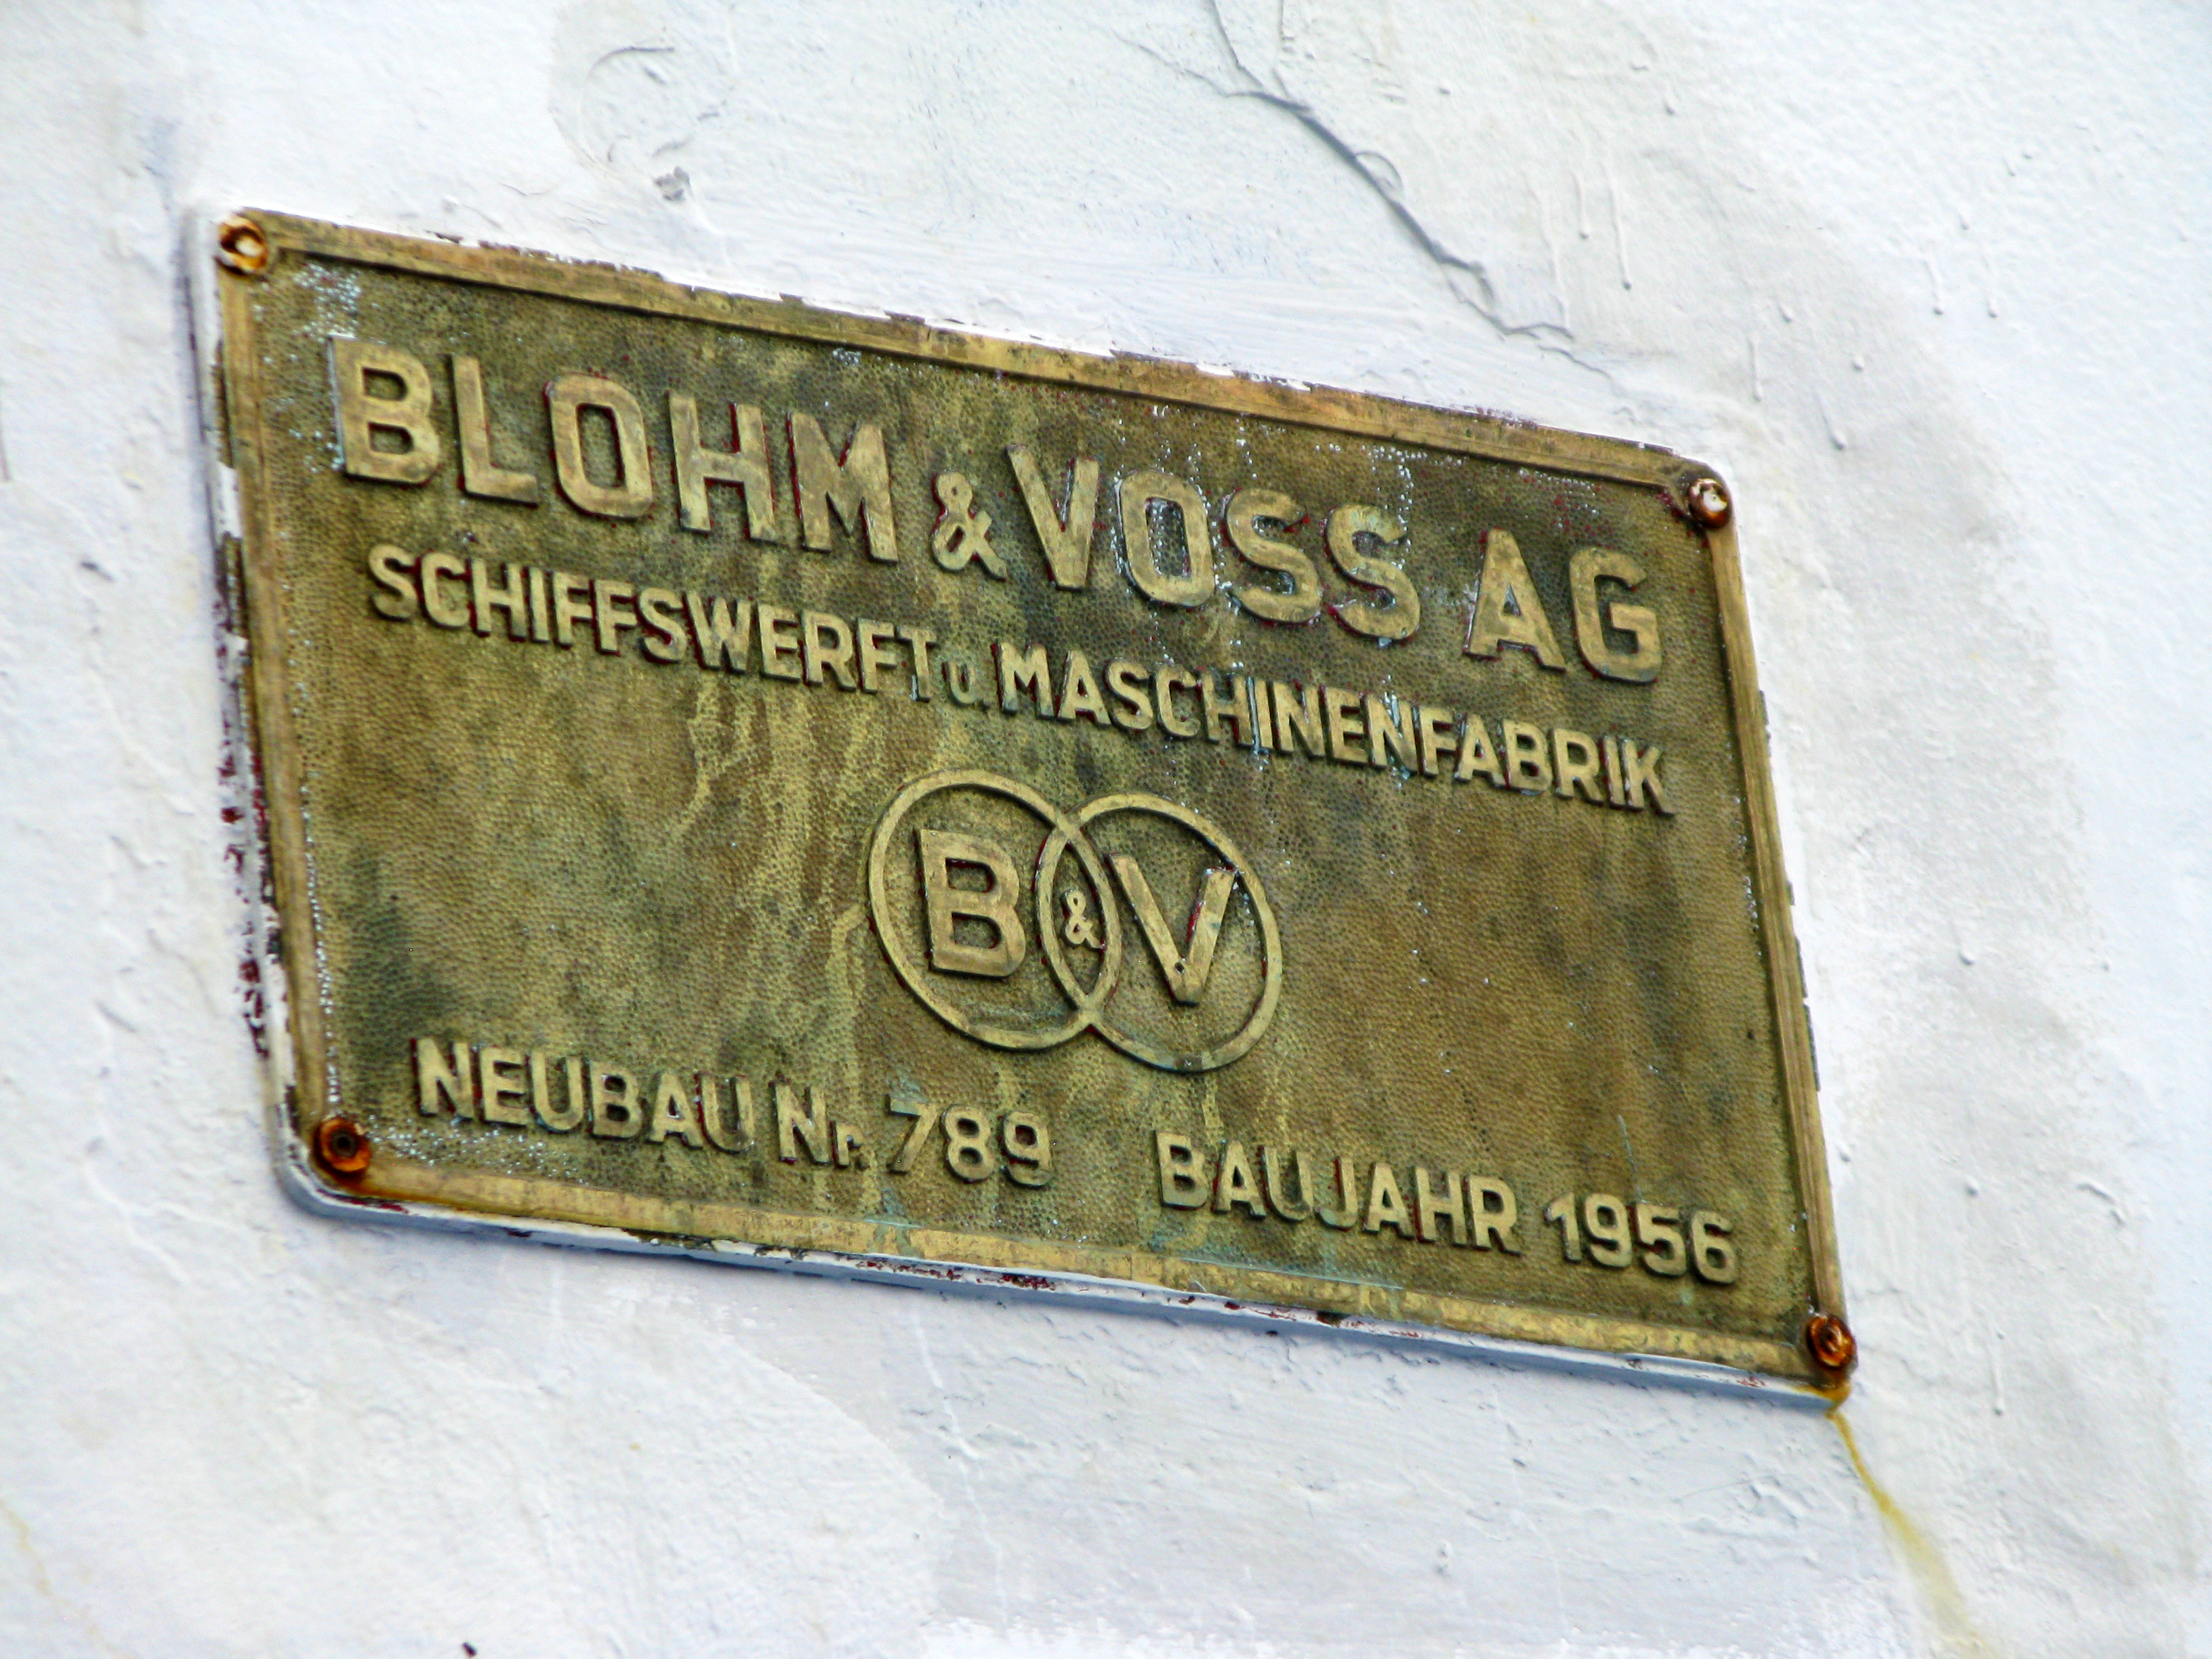 BLOHM & VOSS AG
SCHIFFSWERFT u. MASCHINENFABRIK
B & V
NEUBAU Nr. 789 BAUJAHR 1956